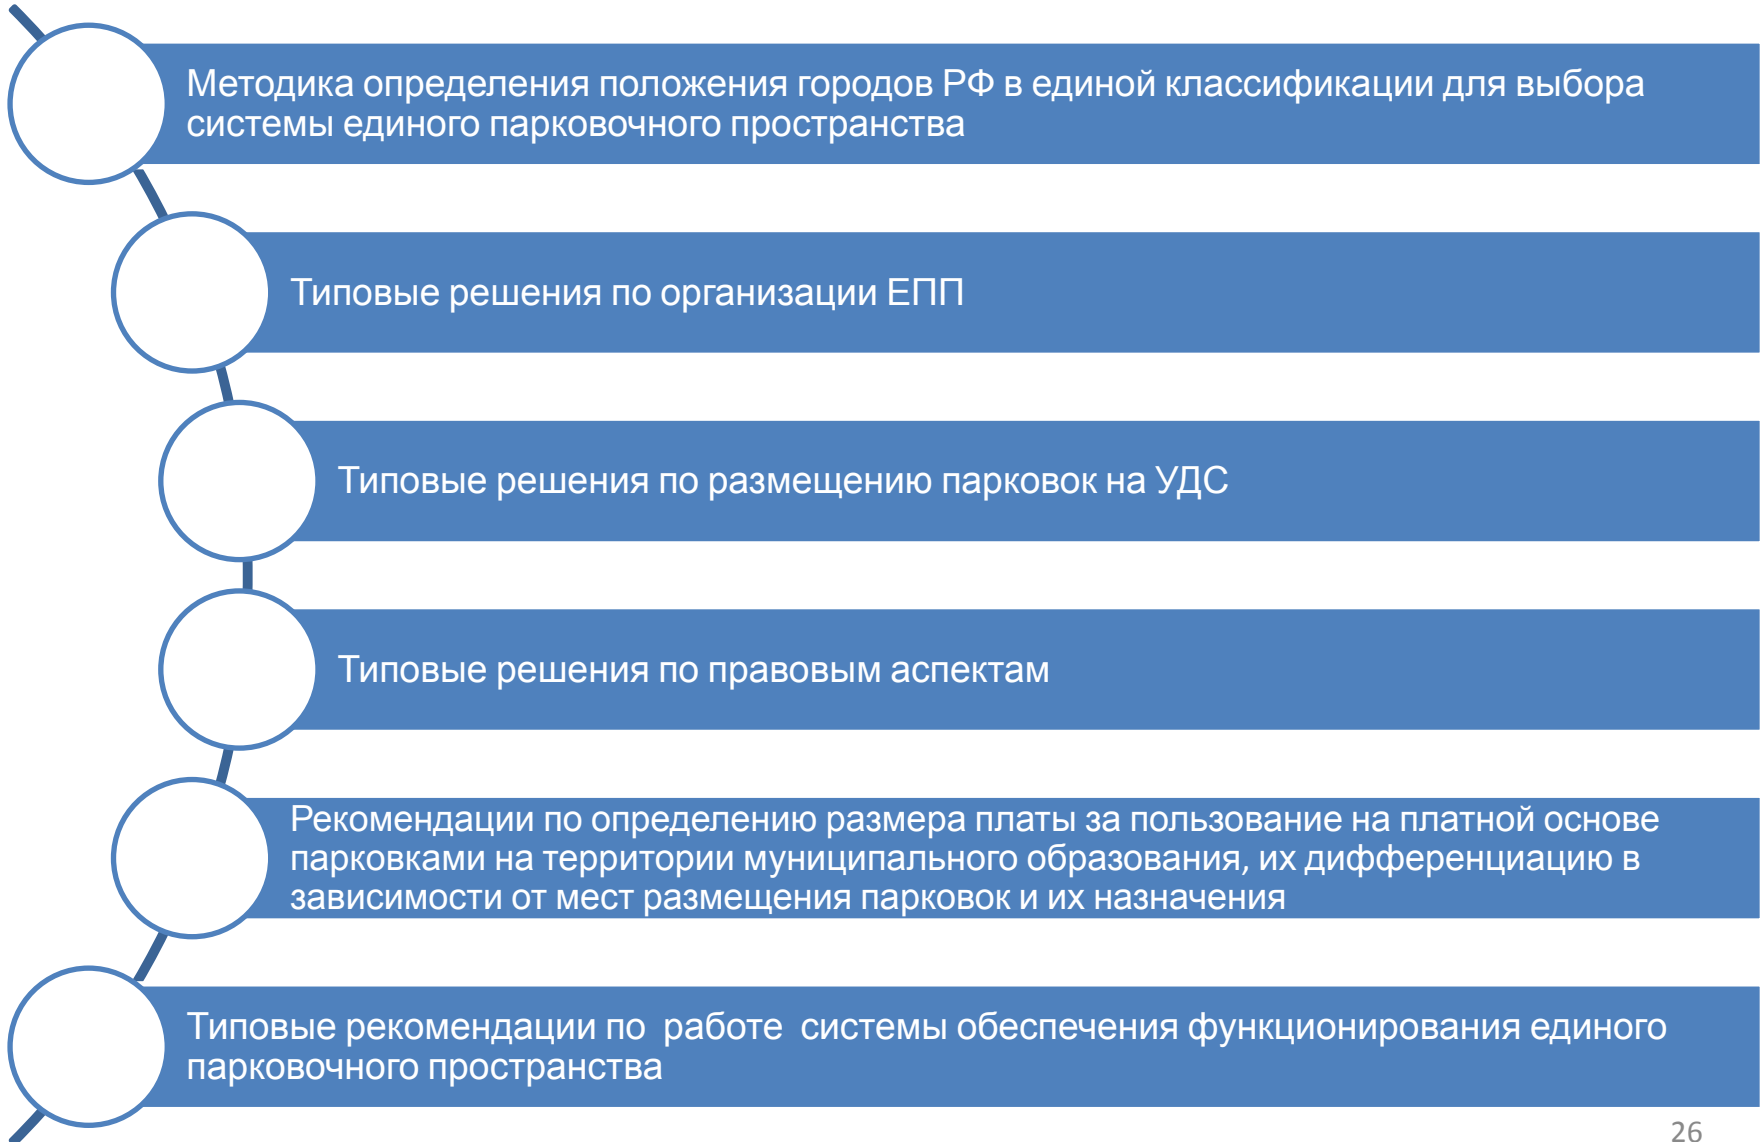 Методика определения положения городов РФ в единой классификации для выбора
системы единого парковочного пространства
Типовые решения по организации ЕПП
Типовые решения по размещению парковок на УДС
Типовые решения по правовым аспектам
Рекомендации по определению размера платы за пользование на платной основе
парковками на территории муниципального образования, их дифференциацию в
зависимости от мест размещения парковок и их назначения
Типовые рекомендации по работе системы обеспечения функционирования единого
парковочного пространства
26